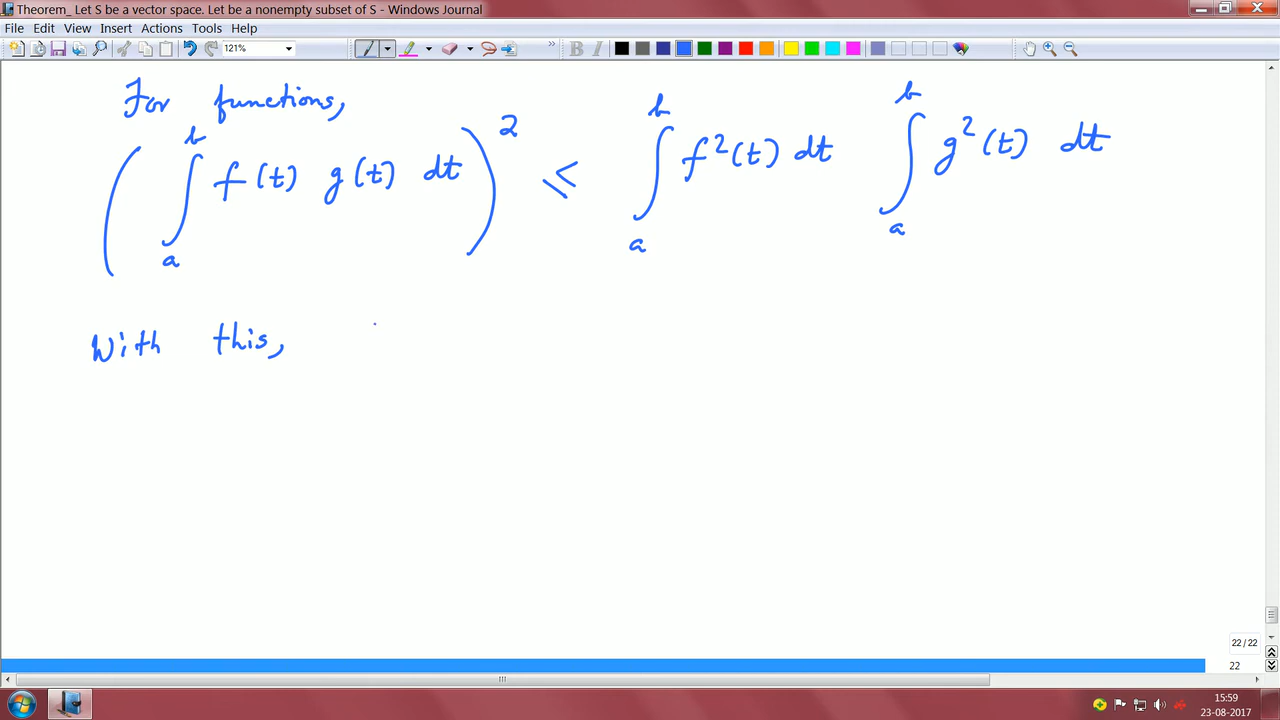 Theorem_ Let S be a vector space. Let be a nonempty subset of S - Windows Journal
File Edit View Insert Actions Tools Help
121%
B I
For functions,
( ∫_a^b f(t) g(t) dt )^2 ≤ ∫_a^b f^2(t) dt ∫_a^b g^2(t) dt
With this,
22 / 22
22
15:59
23-08-2017